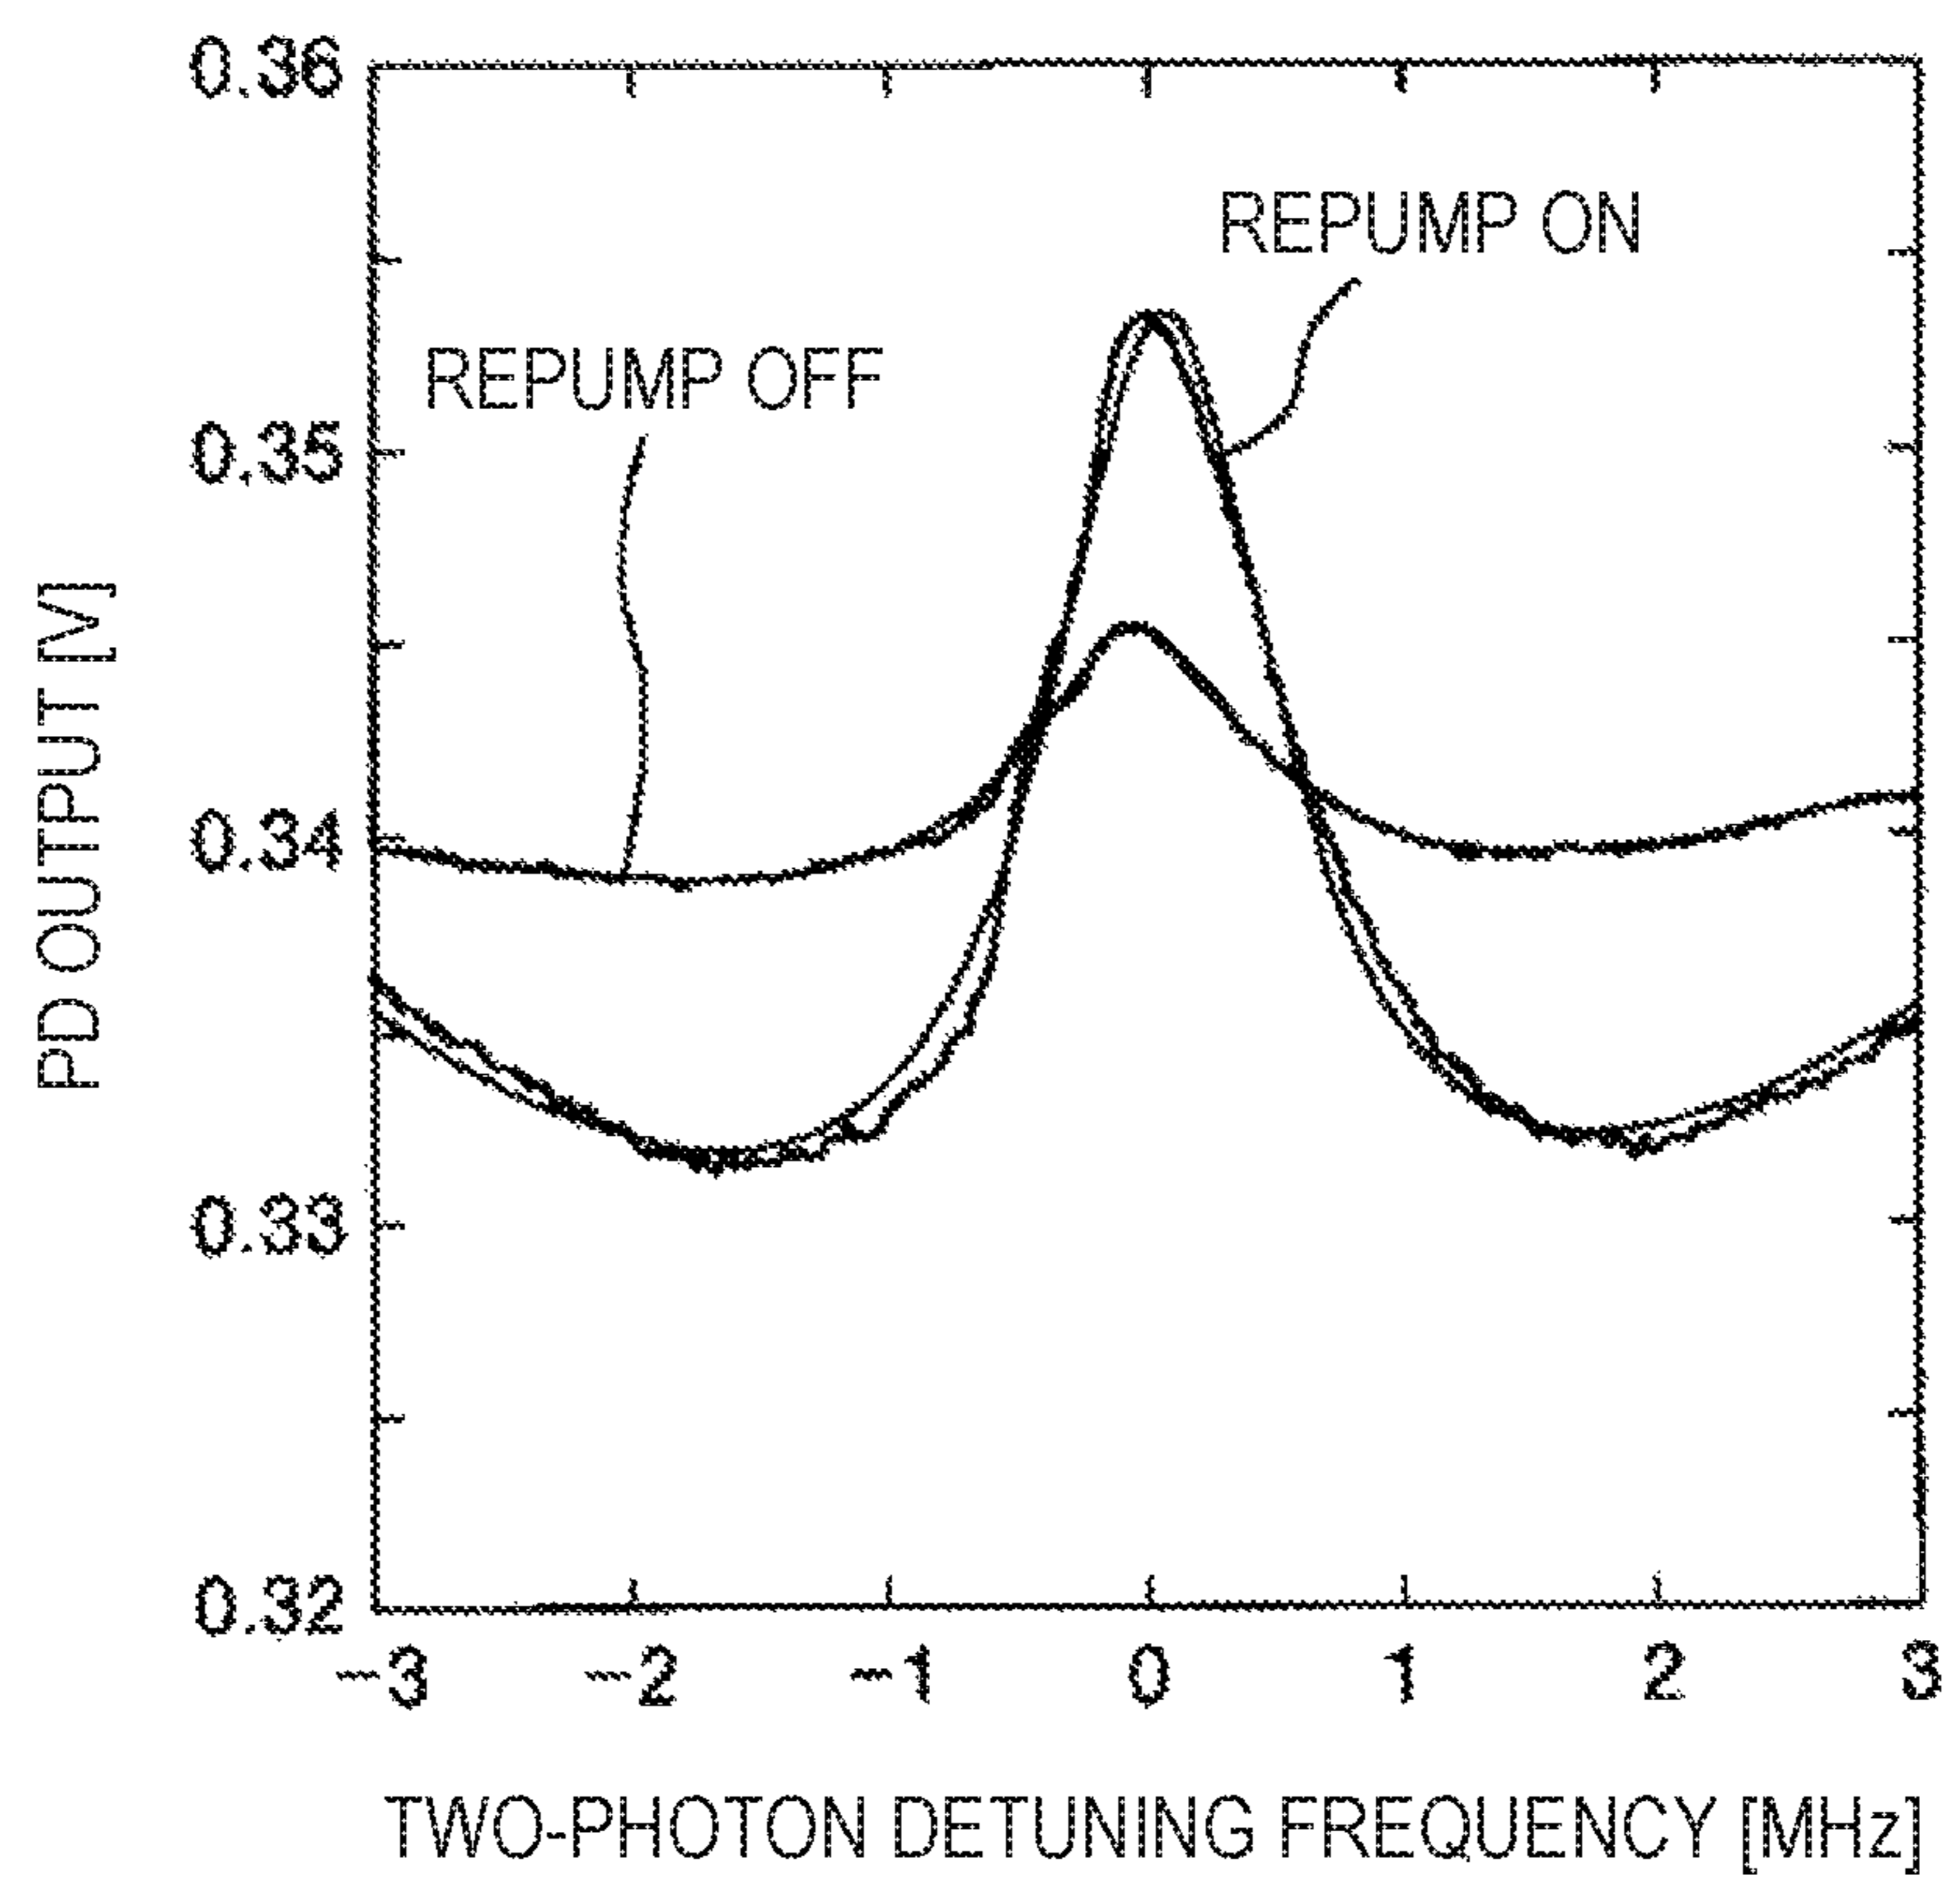 0.36
REPUMP ON
REPUMP OFF
0.35
PD OUTPUT [V]
0.34
0.33
0.32
−3 −2 −1 0 1 2 3
TWO-PHOTON DETUNING FREQUENCY [MHz]